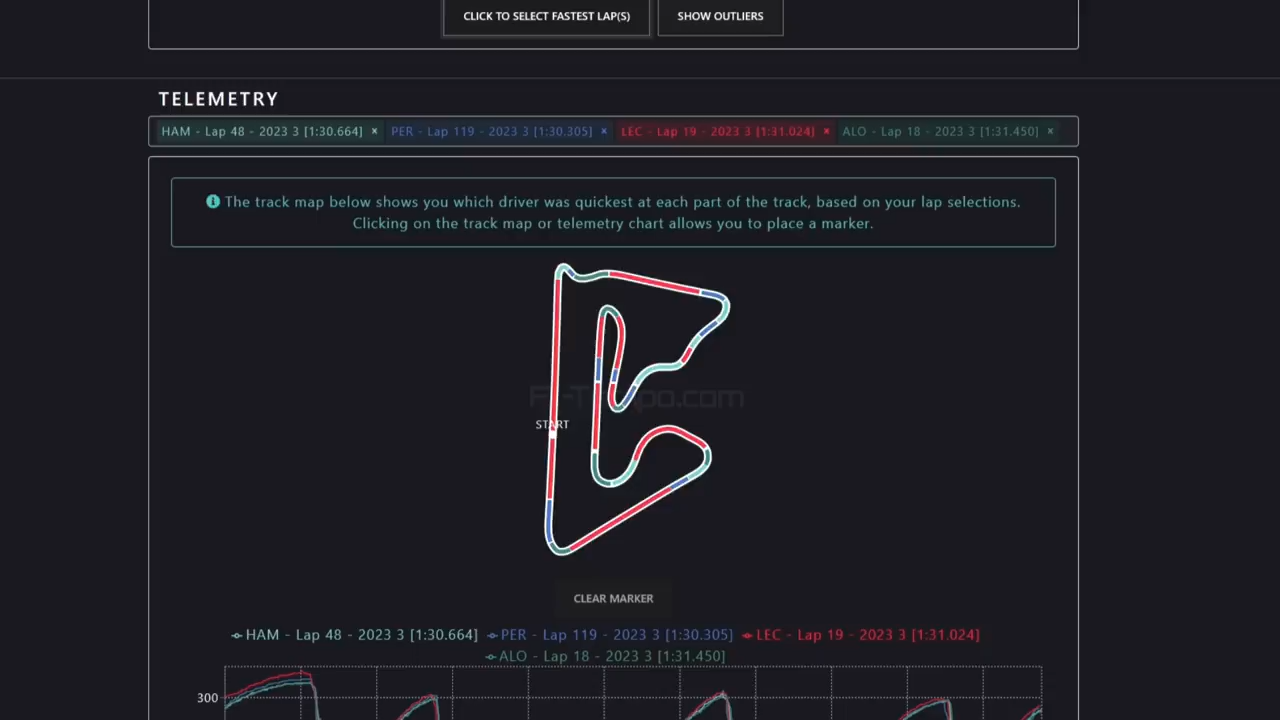 CLICK TO SELECT FASTEST LAP(S) SHOW OUTLIERS
TELEMETRY
HAM - Lap 48 - 2023 3 [1:30.664] × PER - Lap 119 - 2023 3 [1:30.305] × LEC - Lap 19 - 2023 3 [1:31.024] × ALO - Lap 18 - 2023 3 [1:31.450] ×
The track map below shows you which driver was quickest at each part of the track, based on your lap selections.
Clicking on the track map or telemetry chart allows you to place a marker.
START
CLEAR MARKER
HAM - Lap 48 - 2023 3 [1:30.664] PER - Lap 119 - 2023 3 [1:30.305] LEC - Lap 19 - 2023 3 [1:31.024]
ALO - Lap 18 - 2023 3 [1:31.450]
300